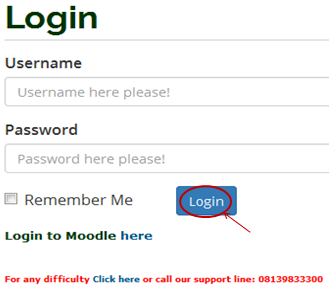 Login
Username
Username here please!
Password
Password here please!
Remember Me Login
Login to Moodle here
For any difficulty Click here or call our support line: 08139833300